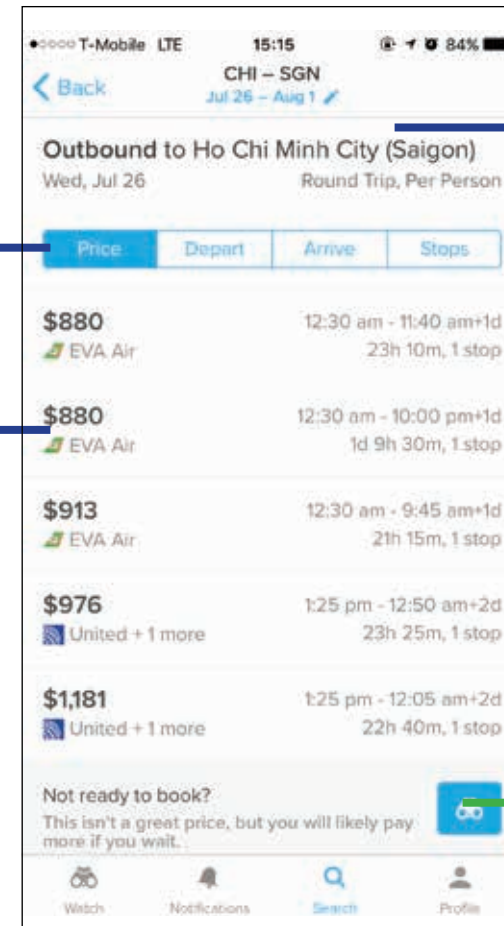 T-Mobile LTE 15:15 84%
Back
CHI – SGN
Jul 26 – Aug 1
Outbound to Ho Chi Minh City (Saigon)
Wed, Jul 26 Round Trip, Per Person
Price Depart Arrive Stops
$880 12:30 am - 11:40 am+1d
EVA Air 23h 10m, 1 stop
$880 12:30 am - 10:00 pm+1d
EVA Air 1d 9h 30m, 1 stop
$913 12:30 am - 9:45 am+1d
EVA Air 21h 15m, 1 stop
$976 1:25 pm - 12:50 am+2d
United + 1 more 23h 25m, 1 stop
$1,181 1:25 pm - 12:05 am+2d
United + 1 more 22h 40m, 1 stop
Not ready to book?
This isn't a great price, but you will likely pay
more if you wait.
Watch Notifications Search Profile